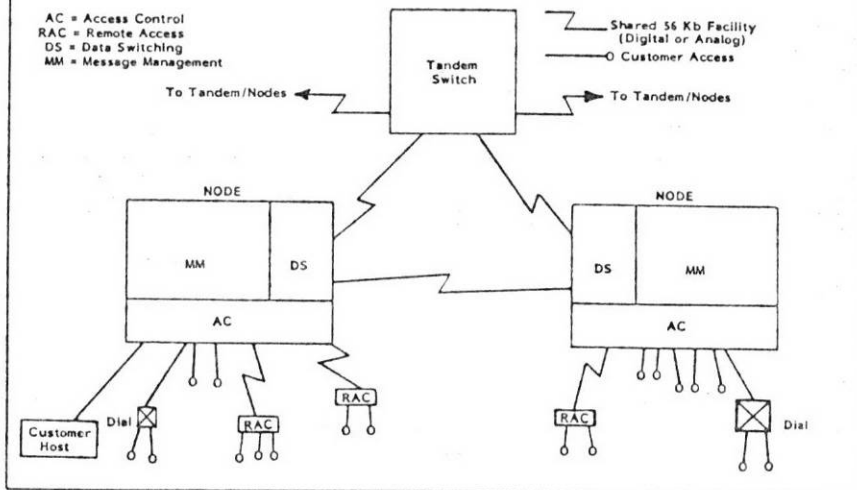 AC = Access Control
RAC = Remote Access
DS = Data Switching
MM = Message Management
Tandem
Switch
Shared 56 Kb Facility
(Digital or Analog)
Customer Access
To Tandem/Nodes
To Tandem/Nodes
NODE
MM
DS
AC
NODE
DS
MM
AC
Customer
Host
Dial
RAC
RAC
RAC
Dial